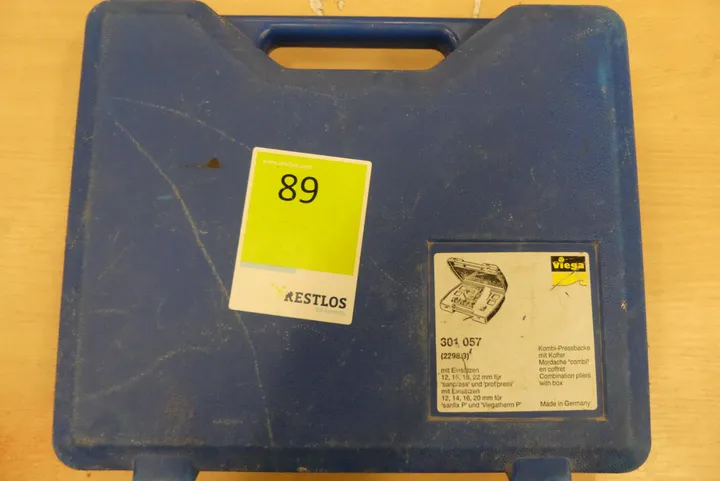 89
RESTLOS
viega
301 057
(2298/3)
mit Einsätzen
12, 15, 18, 22 mm für
'sanpress' und 'profipress'
mit Einsätzen
12, 14, 16, 20 mm für
'sanfix P' und 'Viegatherm P'
Kombi-Pressbacke
mit Koffer
Mordache "combi"
en coffret
Combination pliers
with box
Made in Germany